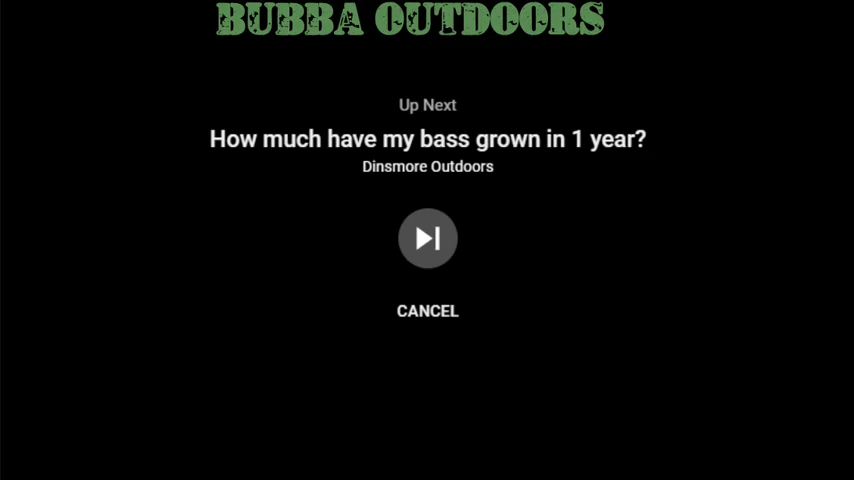 BUBBA OUTDOORS
Up Next
How much have my bass grown in 1 year?
Dinsmore Outdoors
CANCEL